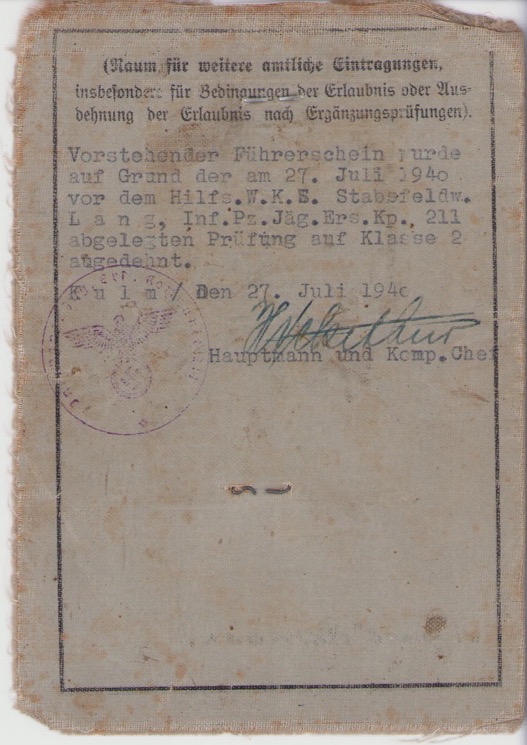 (Raum für weitere amtliche Eintragungen,
insbesondere für Bedingungen der Erlaubnis oder Aus-
dehnung der Erlaubnis nach Ergänzungsprüfungen).
Vorstehender Führerschein wurde
auf Grund der am 27. Juli 1940
vor dem Hilfs.W.K.S. Stabsfeldw.
L a n g, Inf.Pz.Jäg.Ers.Kp., 211
abgelegten Prüfung auf Klasse 2
augedehnt.
K u l m / Den 27. Juli 1940
Hauptmann und Komp.Chef